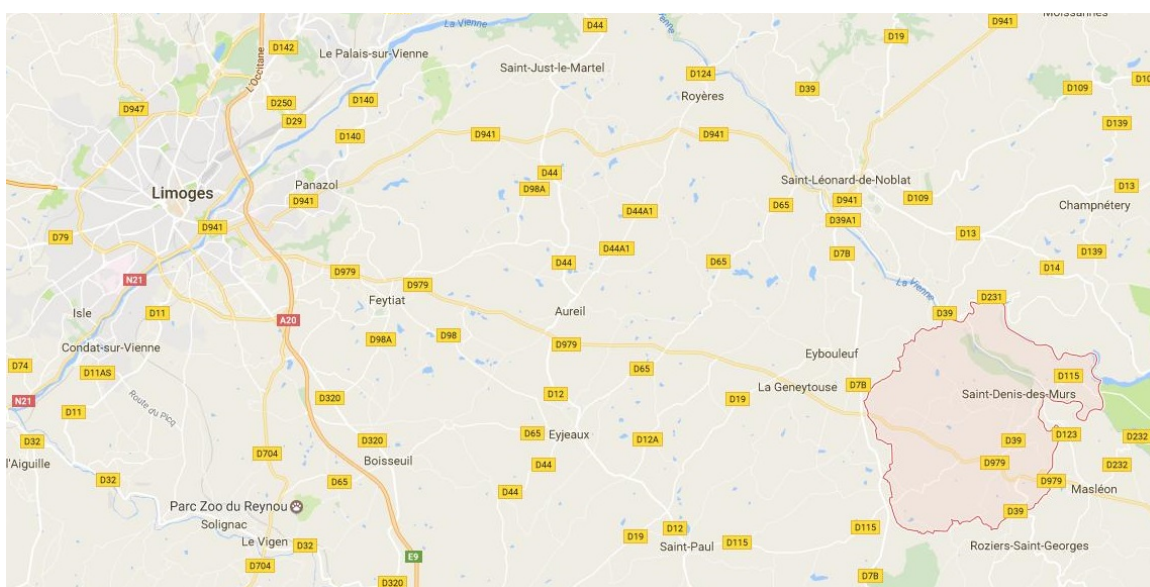 La Vienne
D44
D941
Moissannes
D142
D19
Le Palais-sur-Vienne
L'Occitane
Saint-Just-le-Martel
D124
D39
D109
D947
D250
D140
Royères
D29
D139
D140
D941
D941
Limoges
Panazol
D44
D98A
Saint-Léonard-de-Noblat
D13
D941
D941
D109
Champnétery
D44A1
D65
D39A1
D79
D941
D13
D44A1
D7B
D139
D979
D44
D65
D14
N21
D979
La Vienne
D231
Feytiat
Isle
D11
Aureil
D39
A20
D98A
D98
D979
Condat-sur-Vienne
Eybouleuf
D74
D11AS
D65
D115
La Geneytouse
D7B
Route du Picq
D12
Saint-Denis-des-Murs
N21
D320
D19
D11
D65
Eyjeaux
D12A
D123
D32
D320
D39
D232
D704
Boisseuil
D44
D979
D232
l'Aiguille
D32
D65
D979
Masléon
D44
Parc Zoo du Reynou
D39
Solignac
D12
D115
Le Vigen
D32
D19
Saint-Paul
D115
Roziers-Saint-Georges
D704
E9
D320
D7B